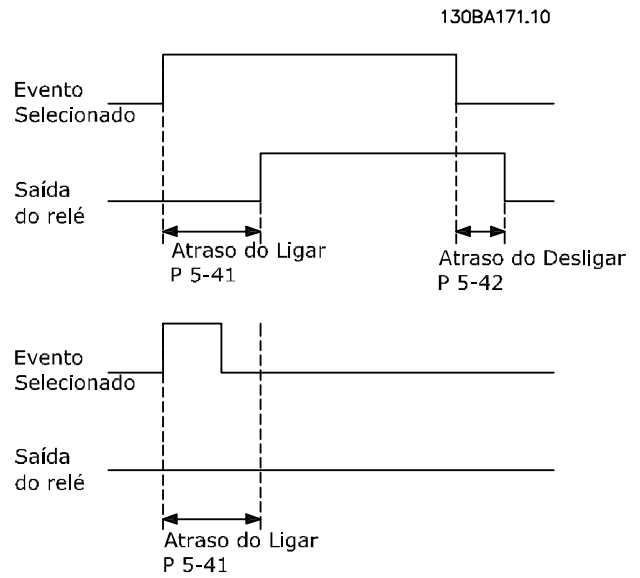 130BA171.10
Evento
Selecionado
Saída
do relé
Atraso do Ligar
P 5-41
Atraso do Desligar
P 5-42
Evento
Selecionado
Saída
do relé
Atraso do Ligar
P 5-41